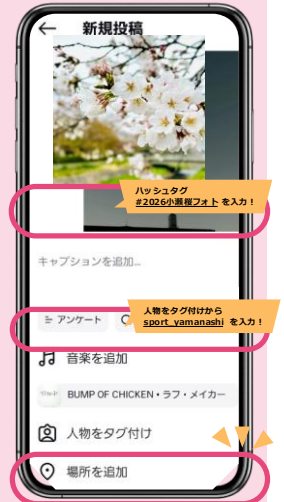 新規投稿
ハッシュタグ
#2026小瀬桜フォト を入力！
キャプションを追加...
人物をタグ付けから
sport_yamanashi を入力！
アンケート
音楽を追加
BUMP OF CHICKEN・ラフ・メイカー
人物をタグ付け
場所を追加